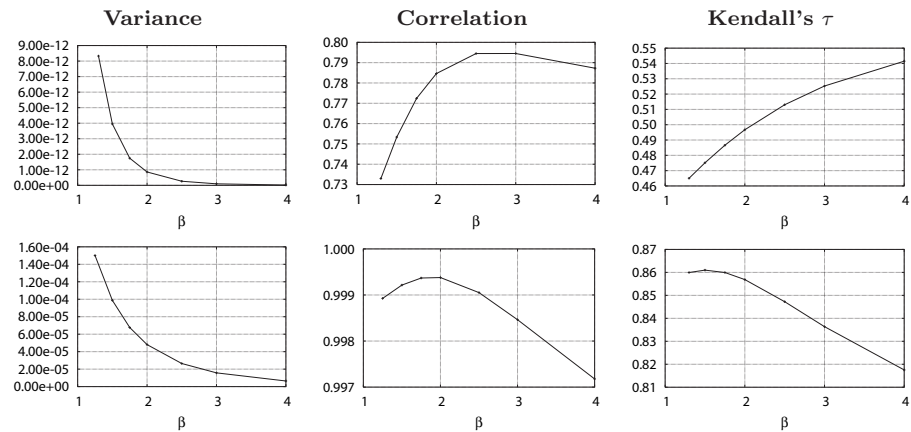 Variance
Correlation
Kendall's τ
9.00e-12
8.00e-12
7.00e-12
6.00e-12
5.00e-12
4.00e-12
3.00e-12
2.00e-12
1.00e-12
0.00e+00
1 2 3 4
β
0.80
0.79
0.78
0.77
0.76
0.75
0.74
0.73
1 2 3 4
β
0.55
0.54
0.53
0.52
0.51
0.50
0.49
0.48
0.47
0.46
1 2 3 4
β
1.60e-04
1.40e-04
1.20e-04
1.00e-04
8.00e-05
6.00e-05
4.00e-05
2.00e-05
0.00e+00
1 2 3 4
β
1.000
0.999
0.998
0.997
1 2 3 4
β
0.87
0.86
0.85
0.84
0.83
0.82
0.81
1 2 3 4
β